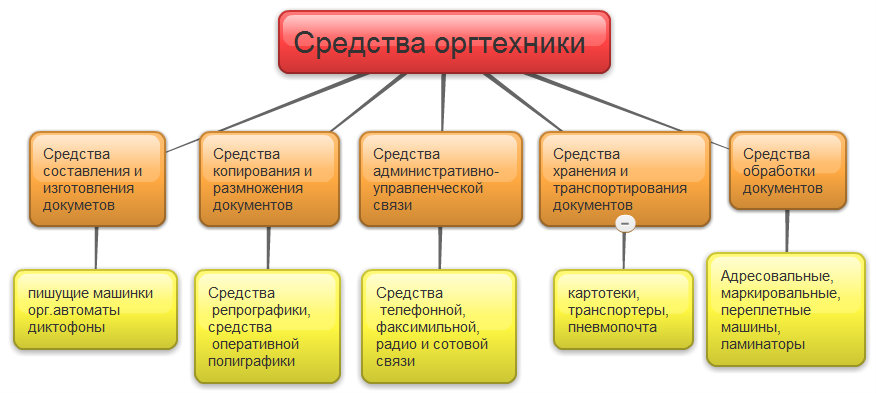 Средства оргтехники
Средства
составления и
изготовления
докуметов
Средства
копирования и
размножения
документов
Средства
административно-
управленческой
связи
Средства
хранения и
транспортирования
документов
Средства
обработки
документов
пишущие машинки
орг.автоматы
диктофоны
Средства
репрографики,
средства
оперативной
полиграфики
Средства
телефонной,
факсимильной,
радио и сотовой
связи
картотеки,
транспортеры,
пневмопочта
Адресовальные,
маркировальные,
переплетные
машины,
ламинаторы